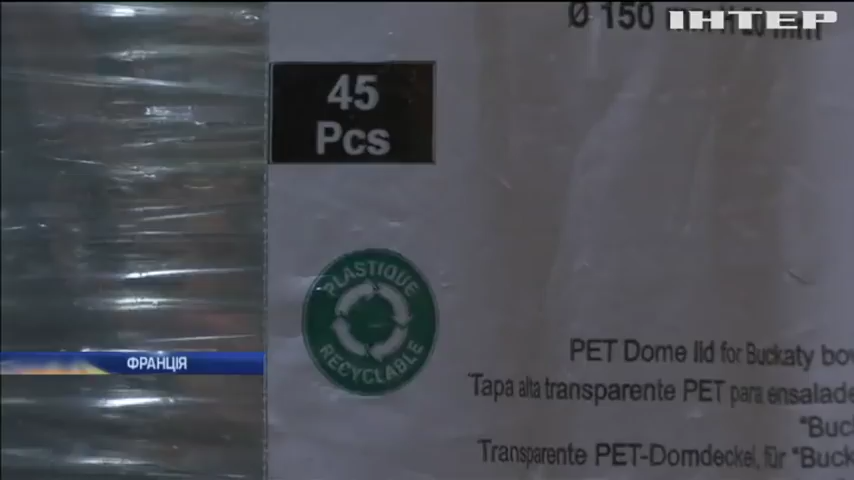 Ø 150
ІНТЕР
45
Pcs
PLASTIQUE
RECYCLABLE
ФРАНЦІЯ
PET Dome lid for Buckaty
Tapa alta transparente PET para
"Buc
Transparente PET-Domdeckel, für "Buck